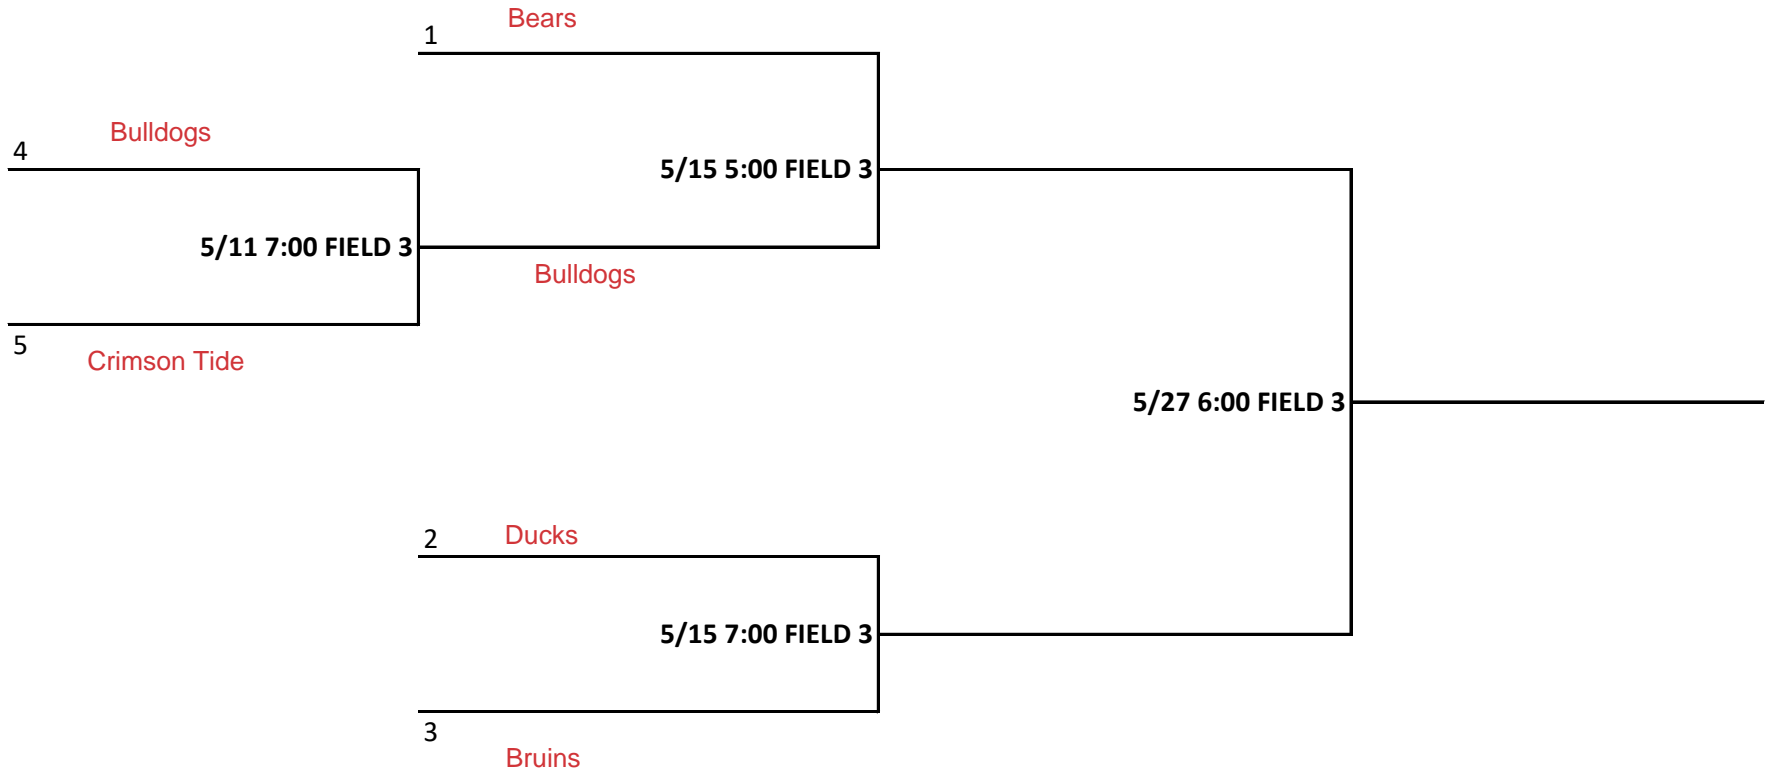 Bears
1
Bulldogs
4
5/15 5:00 FIELD 3
5/11 7:00 FIELD 3
Bulldogs
5
Crimson Tide
5/27 6:00 FIELD 3
Ducks
2
5/15 7:00 FIELD 3
3
Bruins